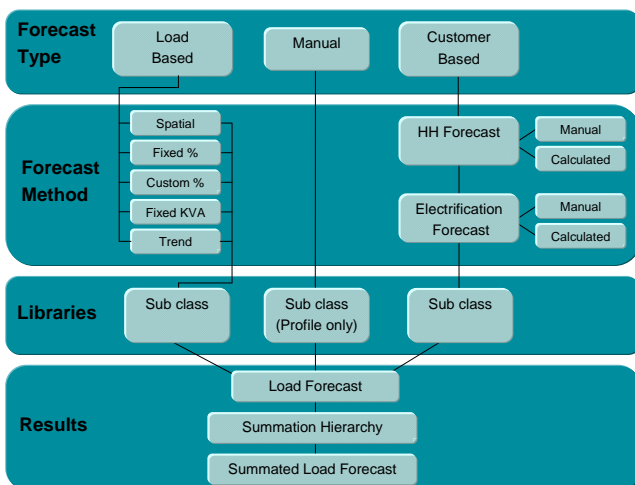 Forecast
Type
Load
Based
Manual
Customer
Based
Forecast
Method
Spatial
Fixed %
Custom %
Fixed KVA
Trend
HH Forecast
Manual
Calculated
Electrification
Forecast
Manual
Calculated
Libraries
Sub class
Sub class
(Profile only)
Sub class
Results
Load Forecast
Summation Hierarchy
Summated Load Forecast